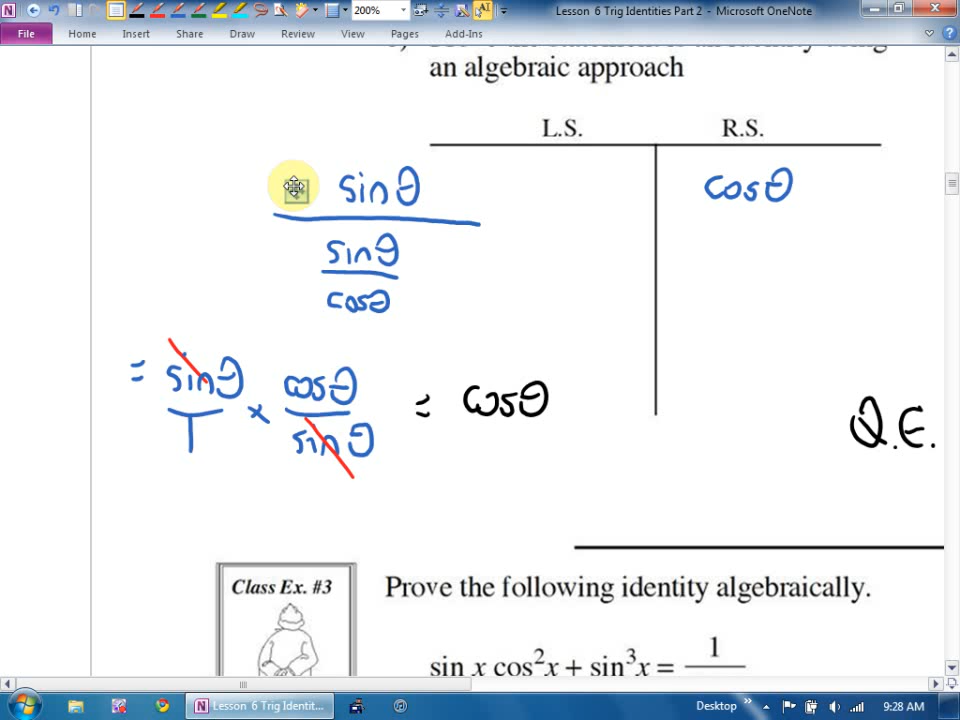 Lesson 6 Trig Identities Part 2 - Microsoft OneNote
200%
File Home Insert Share Draw Review View Pages Add-Ins
an algebraic approach
L.S. R.S.
sinθ cosθ
sinθ
cosθ
= sinθ/1 × cosθ/sinθ = cosθ
Q.E.
Class Ex. #3
Prove the following identity algebraically.
sin x cos²x + sin³x = 1
Lesson 6 Trig Identit...
Desktop
9:28 AM